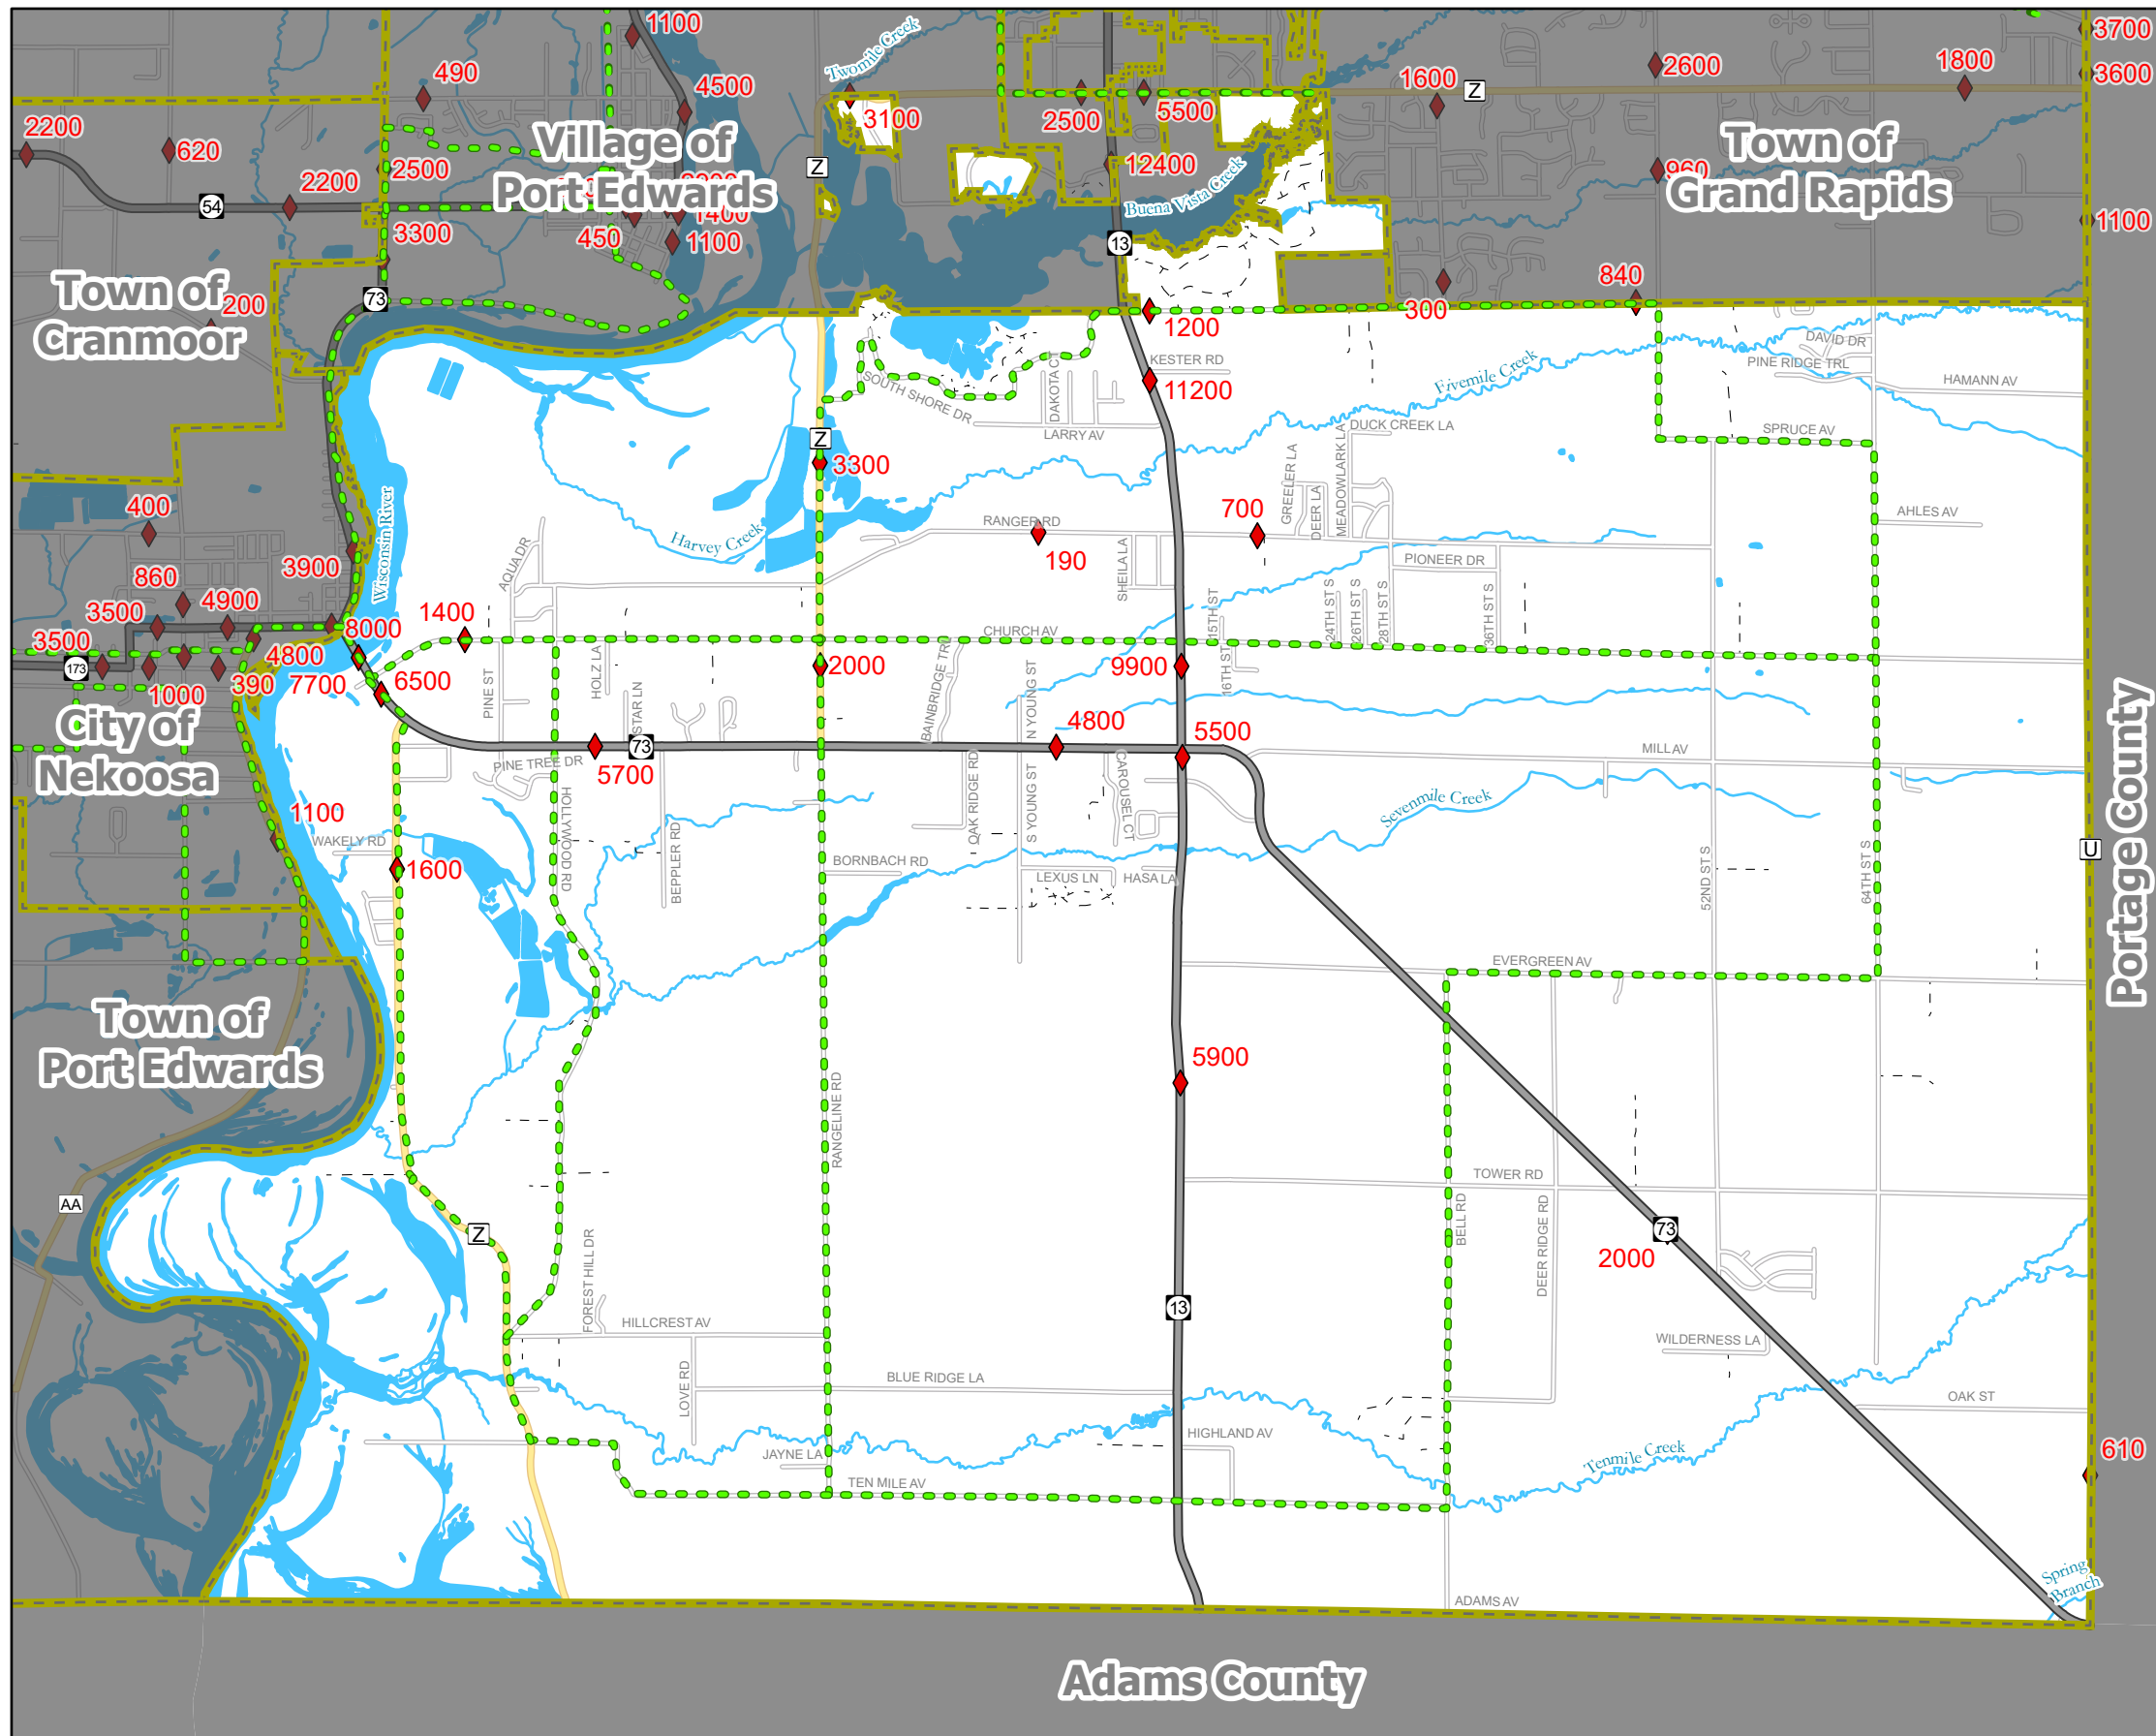 1100
3700
Twomile Creek
490
4500
2600
1800
3600
1600
Z
2200
3100
2500
5500
Village of
Port Edwards
Town of
Grand Rapids
620
Z
12400
960
2500
2200
54
1400
Buena Vista Creek
1100
3300
450
1100
13
Town of
Cranmoor
200
73
840
300
1200
KESTER RD
11200
DAVID DR
PINE RIDGE TRL
HAMANN AV
Fivemile Creek
SOUTH SHORE DR
DAKOTA CT
LARRY AV
DUCK CREEK LA
SPRUCE AV
Z
3300
GREELER LA
DEER LA
MEADOWLARK LA
400
Wisconsin River
Harvey Creek
RANGER RD
190
700
AHLES AV
3900
AQUA DR
SHEILA LA
PIONEER DR
860
4900
3500
8000
1400
15TH ST
24TH ST S
26TH ST S
28TH ST S
36TH ST S
CHURCH AV
3500
173
4800
7700
6500
1000
390
2000
9900
16TH ST
PINE ST
HOLZ LA
STAR LN
BAINBRIDGE TRL
N YOUNG ST
City of
Nekoosa
4800
5500
73
5700
PINE TREE DR
MILL AV
Portage County
1100
WAKELY RD
1600
HOLLYWOOD RD
BEPPLER RD
OAK RIDGE RD
S YOUNG ST
CAROUSEL CT
Sevenmile Creek
U
BORNBACH RD
LEXUS LN
HASA LA
52ND ST S
64TH ST S
EVERGREEN AV
Town of
Port Edwards
5900
RANGELINE RD
TOWER RD
AA
Z
BELL RD
DEER RIDGE RD
73
2000
FOREST HILL DR
HILLCREST AV
13
WILDERNESS LA
LOVE RD
BLUE RIDGE LA
OAK ST
HIGHLAND AV
JAYNE LA
Tenmile Creek
610
TEN MILE AV
Spring
Branch
ADAMS AV
Adams County